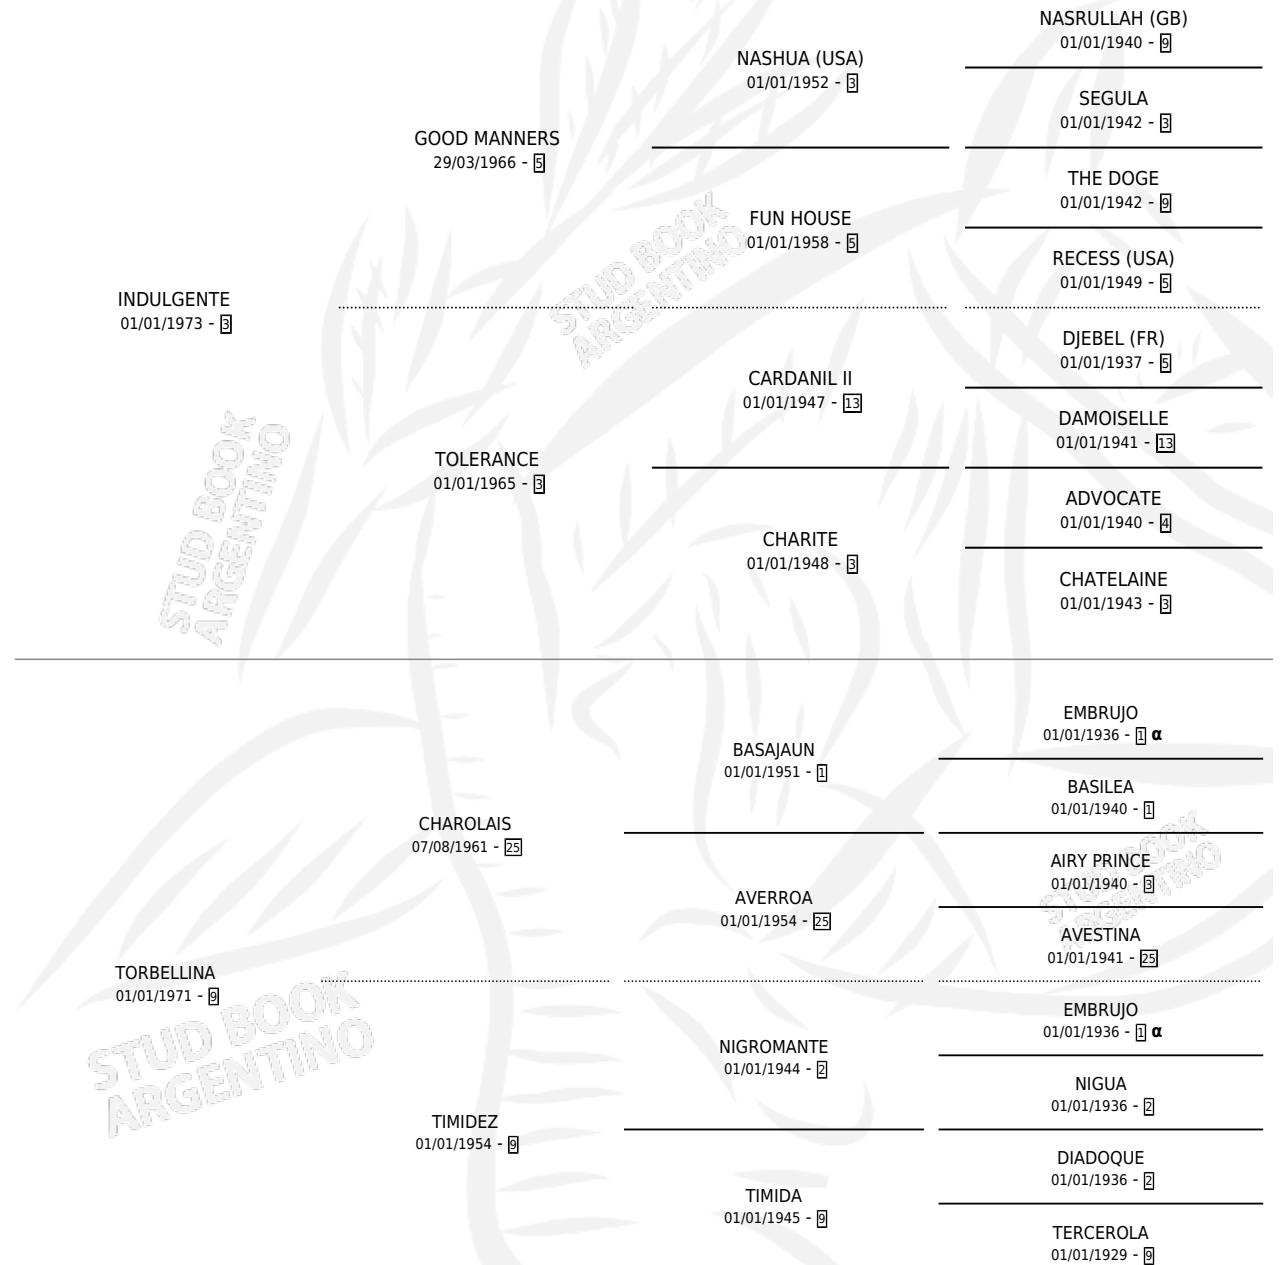 NASRULLAH (GB)
01/01/1940 - 9
NASHUA (USA)
01/01/1952 - 3
SEGULA
01/01/1942 - 3
GOOD MANNERS
29/03/1966 - 5
THE DOGE
01/01/1942 - 9
FUN HOUSE
01/01/1958 - 5
RECESS (USA)
01/01/1949 - 5
INDULGENTE
01/01/1973 - 3
DJEBEL (FR)
01/01/1937 - 5
CARDANIL II
01/01/1947 - 13
DAMOISELLE
01/01/1941 - 13
TOLERANCE
01/01/1965 - 3
ADVOCATE
01/01/1940 - 4
CHARITE
01/01/1948 - 3
CHATELAINE
01/01/1943 - 3
EMBRUJO
01/01/1936 - 1 α
BASAJAUN
01/01/1951 - 1
BASILEA
01/01/1940 - 1
CHAROLAIS
07/08/1961 - 25
AIRY PRINCE
01/01/1940 - 3
AVERROA
01/01/1954 - 25
AVESTINA
01/01/1941 - 25
TORBELLINA
01/01/1971 - 9
EMBRUJO
01/01/1936 - 1 α
NIGROMANTE
01/01/1944 - 2
NIGUA
01/01/1936 - 2
TIMIDEZ
01/01/1954 - 9
DIADOQUE
01/01/1936 - 2
TIMIDA
01/01/1945 - 9
TERCEROLA
01/01/1929 - 9
STUD BOOK
ARGENTINO
STUD BOOK
ARGENTINO
STUD BOOK
ARGENTINO
STUD BOOK
ARGENTINO